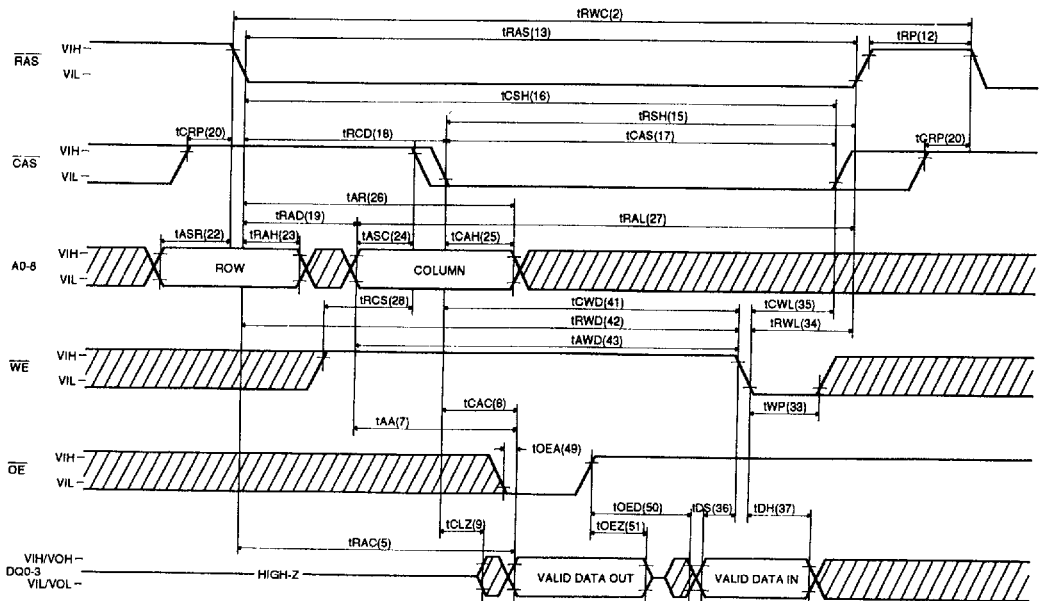 tRWC(2)
tRAS(13)
tRP(12)
RAS
VIH
VIL
tCSH(16)
tRSH(15)
tCRP(20)
tRCD(18)
tCAS(17)
tCRP(20)
CAS
VIH
VIL
tAR(26)
tRAD(19)
tRAL(27)
tASR(22)
tRAH(23)
tASC(24)
tCAH(25)
A0-8
VIH
VIL
ROW
COLUMN
tRCS(28)
tCWD(41)
tCWL(35)
tRWD(42)
tRWL(34)
tAWD(43)
WE
VIH
VIL
tWP(33)
tCAC(8)
tAA(7)
tOEA(49)
OE
VIH
VIL
tOED(50)
tDS(36)
tDH(37)
tCLZ(9)
tOEZ(51)
tRAC(5)
VIH/VOH
DQ0-3
VIL/VOL
HIGH-Z
VALID DATA OUT
VALID DATA IN